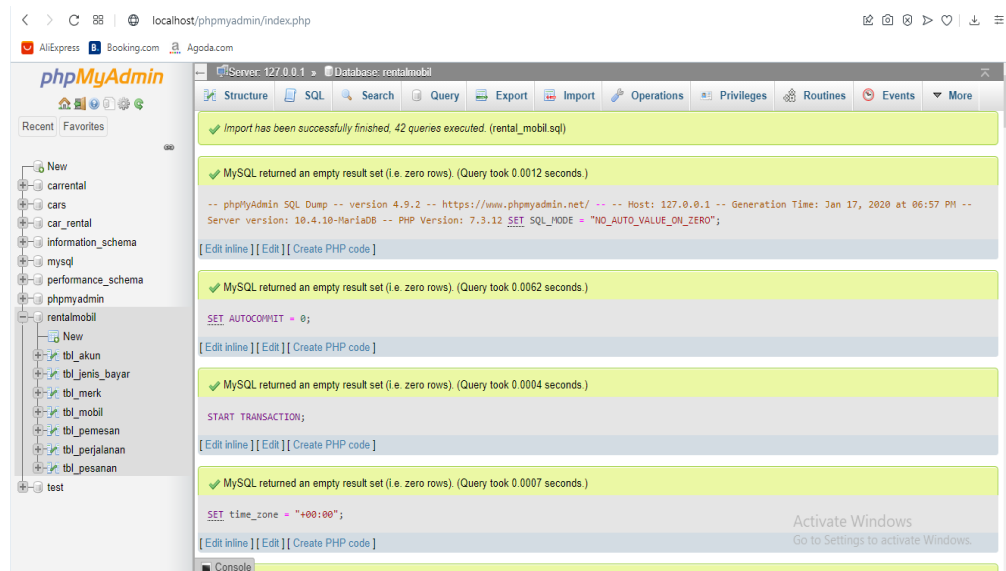 localhost/phpmyadmin/index.php
AliExpress B. Booking.com a Agoda.com
phpMyAdmin
Recent Favorites
New
carrental
cars
car_rental
information_schema
mysql
performance_schema
phpmyadmin
rentalmobil
New
tbl_akun
tbl_jenis_bayar
tbl_merk
tbl_mobil
tbl_pemesan
tbl_perjalanan
tbl_pesanan
test
Server: 127.0.0.1 » Database: rentalmobil
Structure SQL Search Query Export Import Operations Privileges Routines Events More
Import has been successfully finished, 42 queries executed. (rental_mobil.sql)
MySQL returned an empty result set (i.e. zero rows). (Query took 0.0012 seconds.)
-- phpMyAdmin SQL Dump -- version 4.9.2 -- https://www.phpmyadmin.net/ -- -- Host: 127.0.0.1 -- Generation Time: Jan 17, 2020 at 06:57 PM --
Server version: 10.4.10-MariaDB -- PHP Version: 7.3.12 SET SQL_MODE = "NO_AUTO_VALUE_ON_ZERO";
[ Edit inline ] [ Edit ] [ Create PHP code ]
MySQL returned an empty result set (i.e. zero rows). (Query took 0.0062 seconds.)
SET AUTOCOMMIT = 0;
[ Edit inline ] [ Edit ] [ Create PHP code ]
MySQL returned an empty result set (i.e. zero rows). (Query took 0.0004 seconds.)
START TRANSACTION;
[ Edit inline ] [ Edit ] [ Create PHP code ]
MySQL returned an empty result set (i.e. zero rows). (Query took 0.0007 seconds.)
SET time_zone = "+00:00";
[ Edit inline ] [ Edit ] [ Create PHP code ]
Activate Windows
Go to Settings to activate Windows.
Console